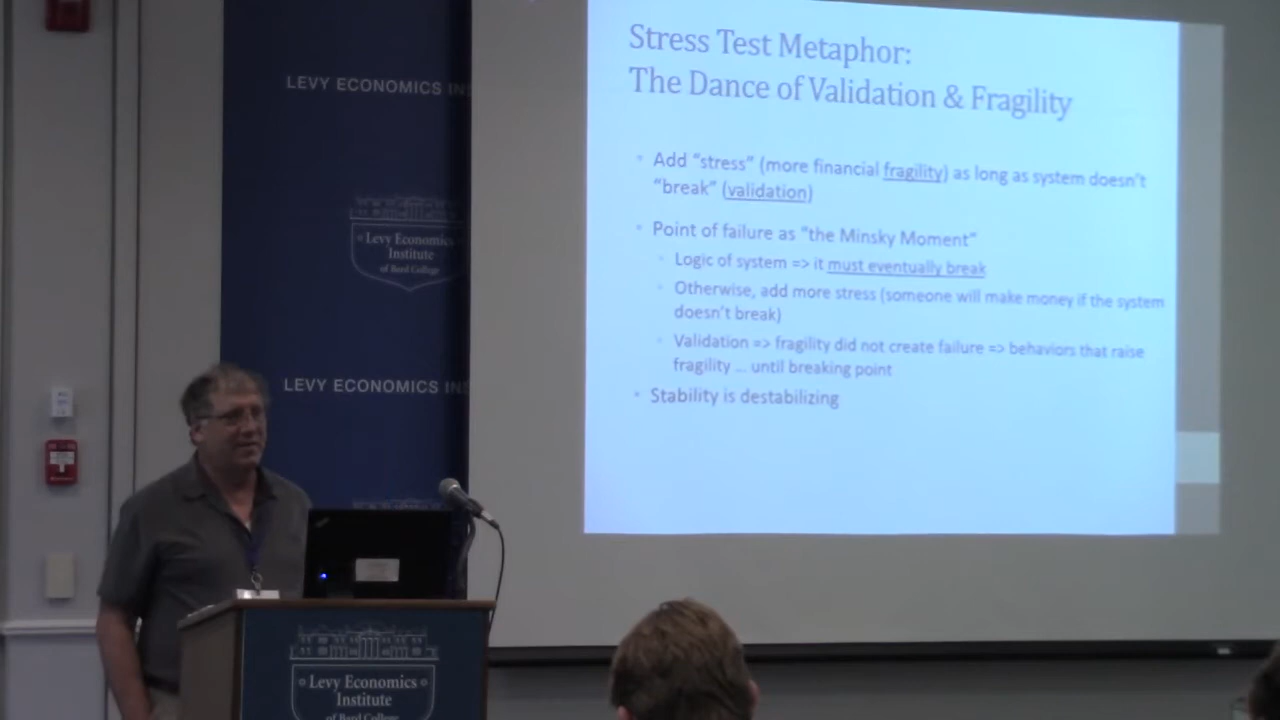 LEVY ECONOMICS IN
Levy Economics
Institute
of Bard College
LEVY ECONOMICS IN
Stress Test Metaphor:
The Dance of Validation & Fragility
Add “stress” (more financial fragility) as long as system doesn’t
“break” (validation)
Point of failure as “the Minsky Moment”
Logic of system => it must eventually break
Otherwise, add more stress (someone will make money if the system
doesn’t break)
Validation => fragility did not create failure => behaviors that raise
fragility ... until breaking point
Stability is destabilizing
Levy Economics
Institute
of Bard College